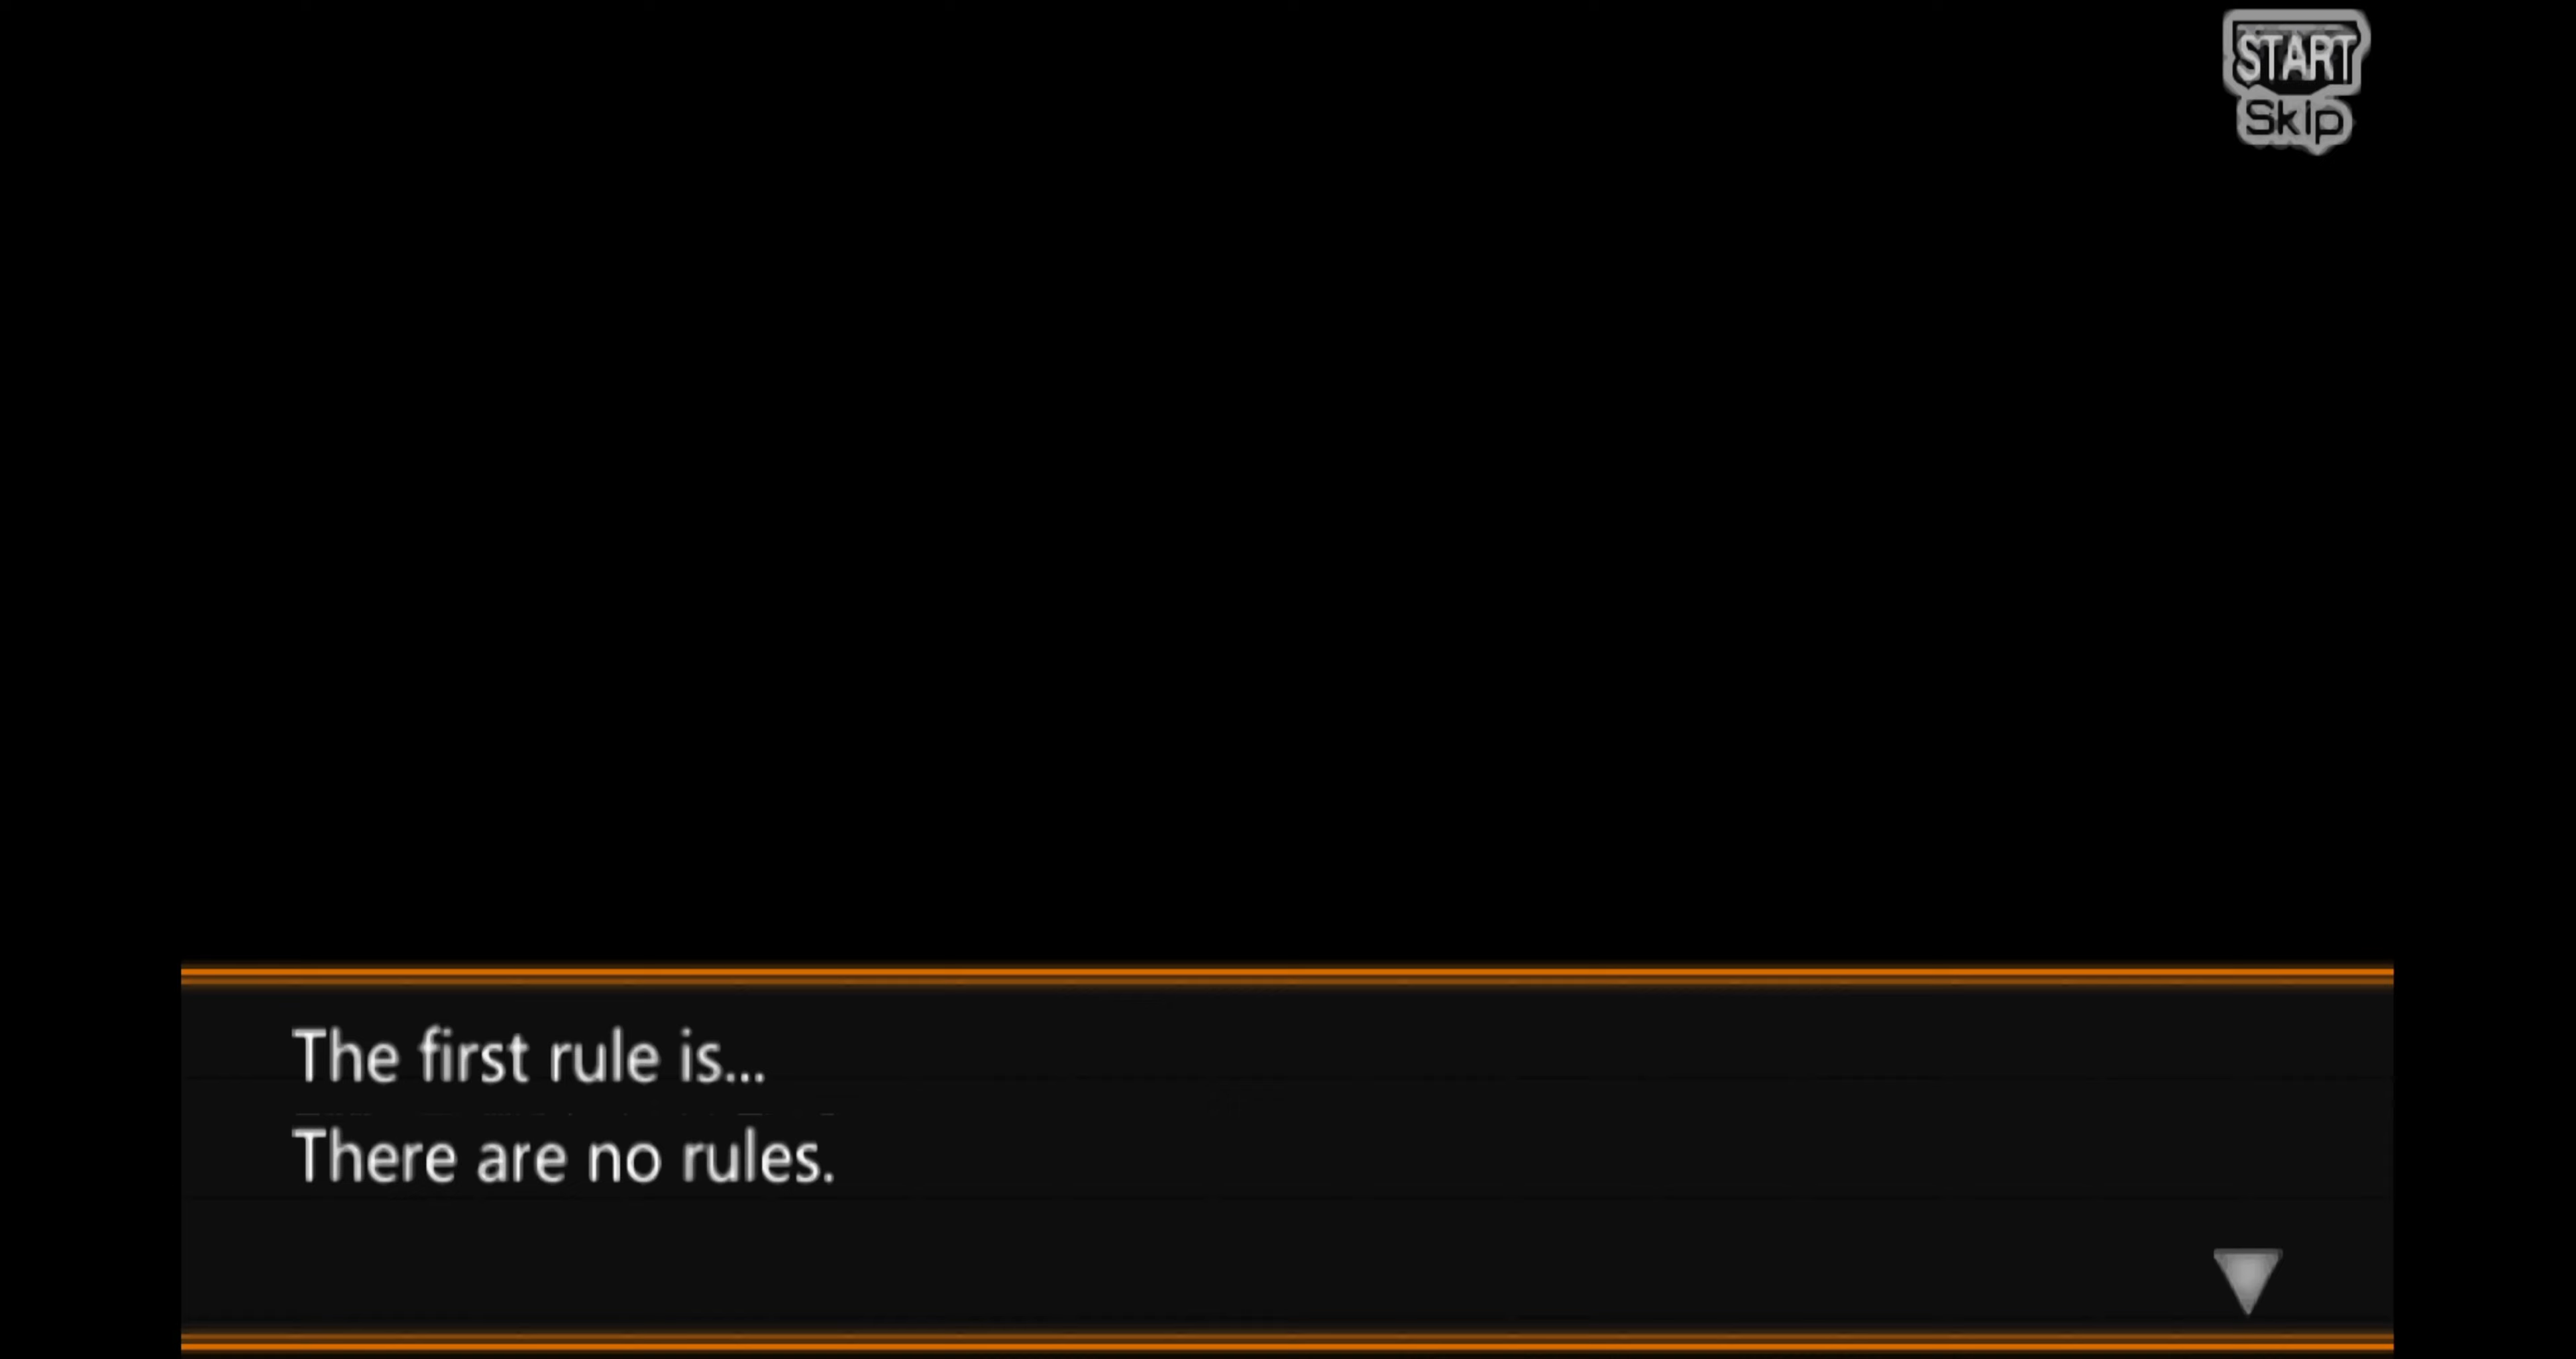 START
Skip
The first rule is...
There are no rules.